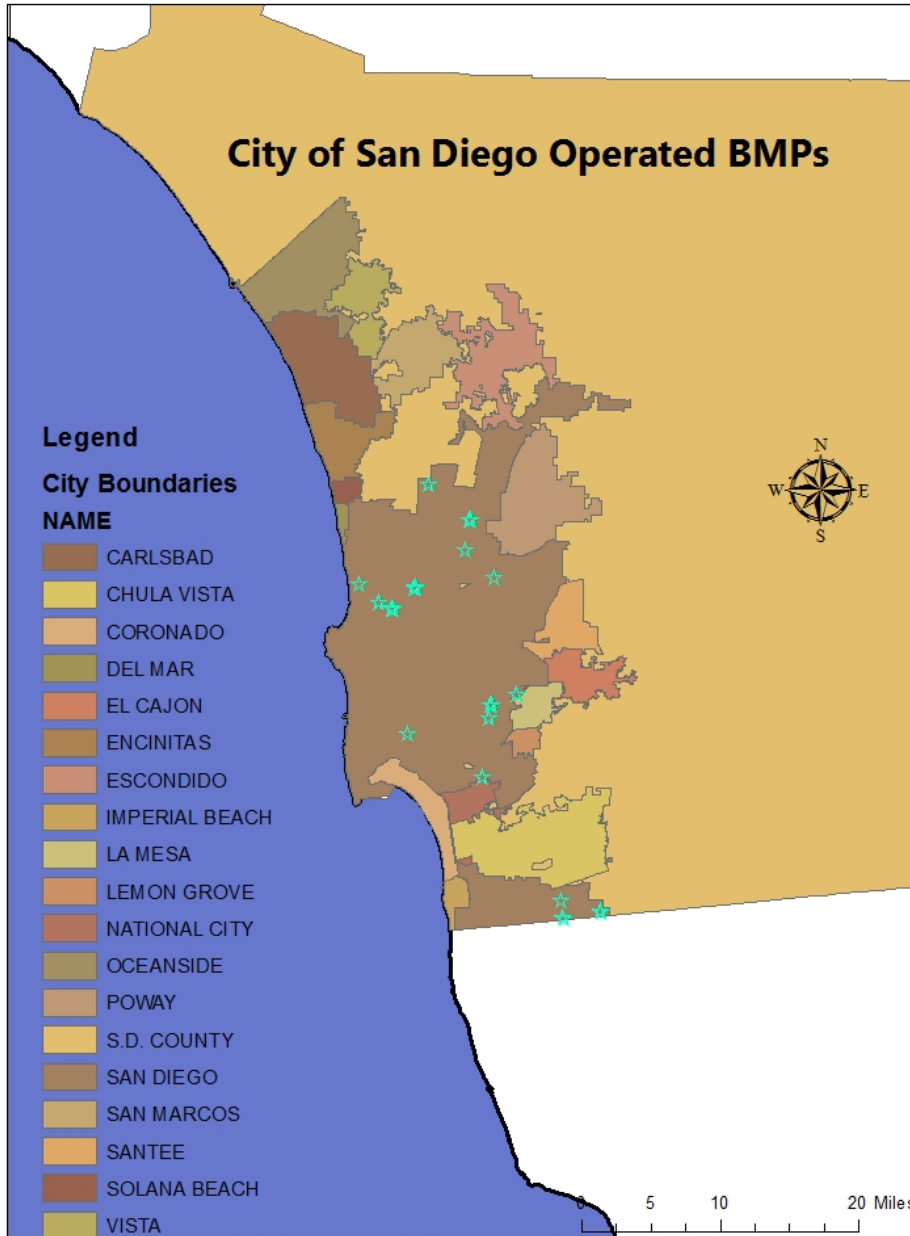 City of San Diego Operated BMPs
N
W E
S
Legend
City Boundaries
NAME
CARLSBAD
CHULA VISTA
CORONADO
DEL MAR
EL CAJON
ENCINITAS
ESCONDIDO
IMPERIAL BEACH
LA MESA
LEMON GROVE
NATIONAL CITY
OCEANSIDE
POWAY
S.D. COUNTY
SAN DIEGO
SAN MARCOS
SANTEE
SOLANA BEACH
VISTA
0 5 10 20 Miles